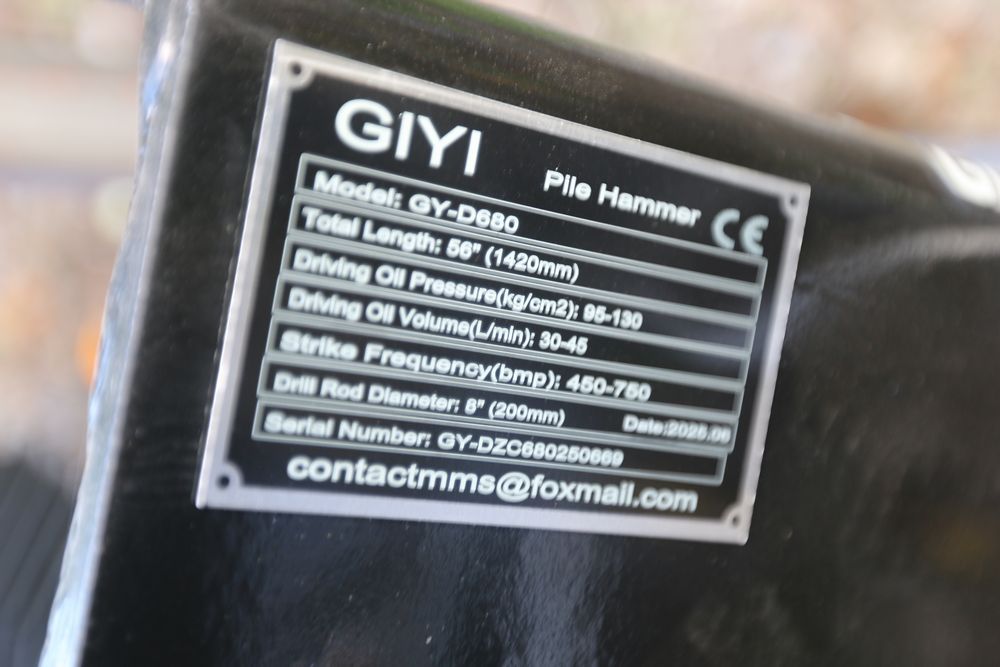 GIYI
Pile Hammer CE
Model: GY-D680
Total Length: 56" (1420mm)
Driving Oil Pressure(kg/cm2): 95-130
Driving Oil Volume(L/min): 30-45
Strike Frequency(bmp): 450-750
Drill Rod Diameter: 8" (200mm) Date:2025.06
Serial Number: GY-DZC680250669
contactmms@foxmail.com